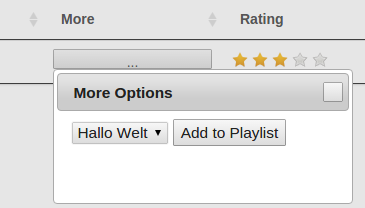 More Rating
...
More Options
Hallo Welt Add to Playlist